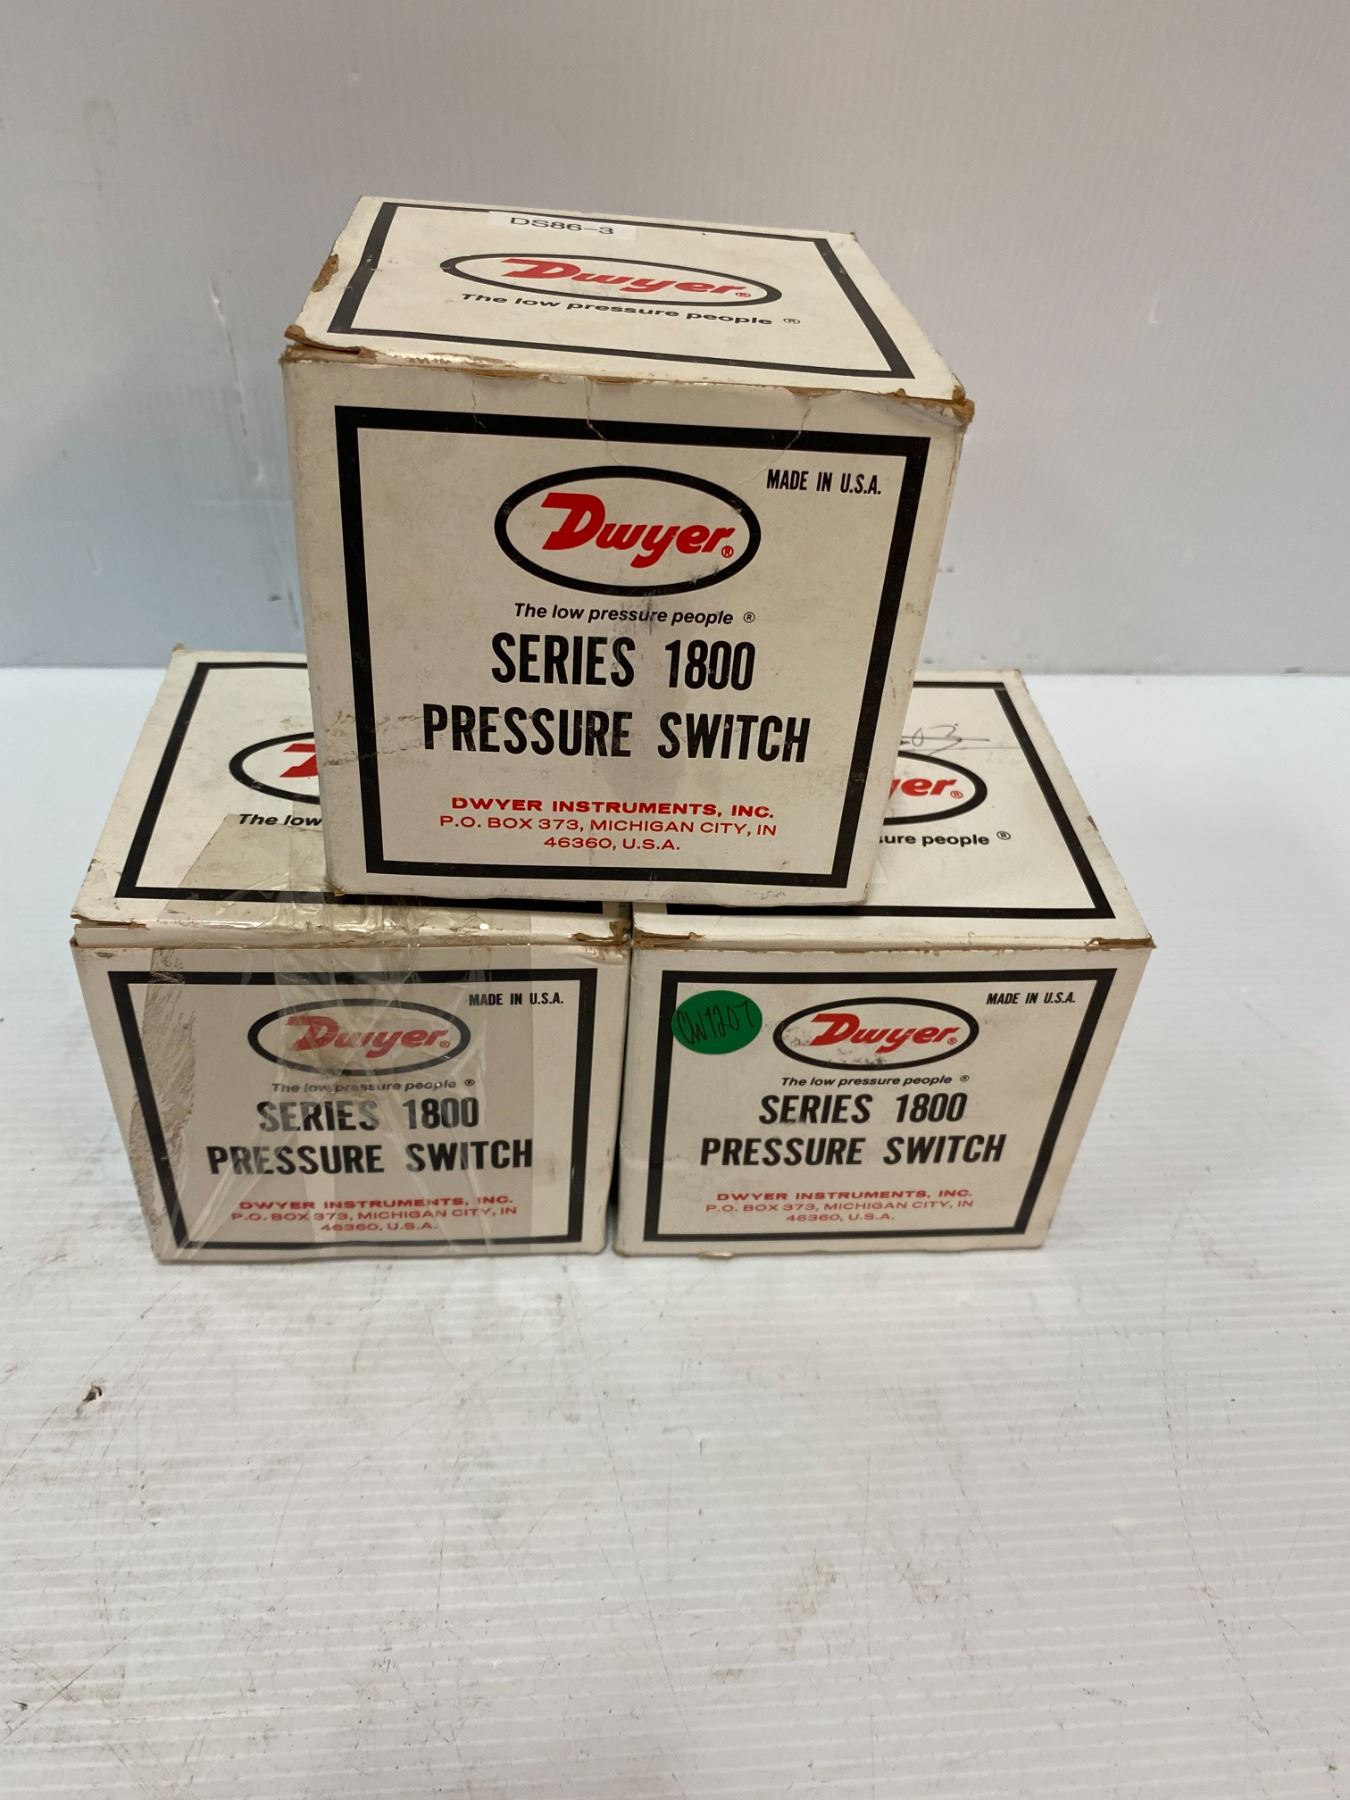 DS86-3
Dwyer®
The low pressure people ®
MADE IN U.S.A.
Dwyer®
The low pressure people ®
SERIES 1800
PRESSURE SWITCH
DWYER INSTRUMENTS, INC.
P.O. BOX 373, MICHIGAN CITY, IN
46360, U.S.A.
The low
MADE IN U.S.A.
Dwyer®
The low pressure people ®
SERIES 1800
PRESSURE SWITCH
DWYER INSTRUMENTS, INC.
P.O. BOX 373, MICHIGAN CITY, IN
46360, U.S.A.
03
yer®
ure people ®
MADE IN U.S.A.
Dwyer®
The low pressure people ®
SERIES 1800
PRESSURE SWITCH
DWYER INSTRUMENTS, INC.
P.O. BOX 373, MICHIGAN CITY, IN
46360, U.S.A.